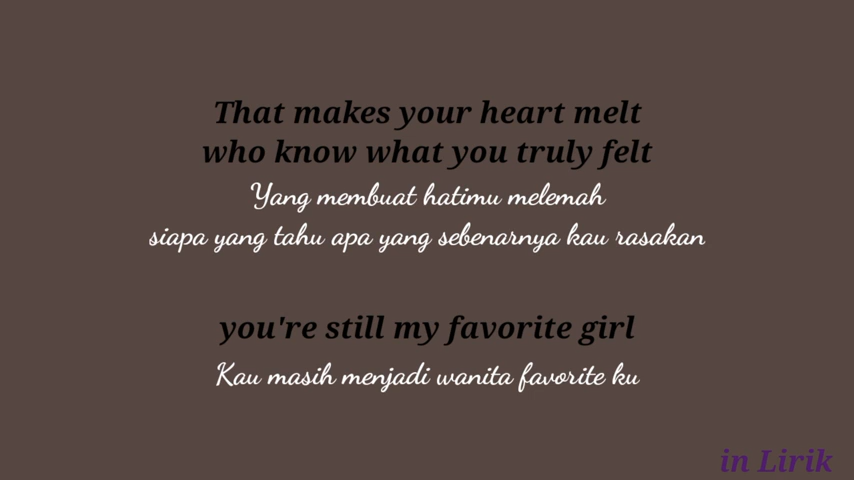 That makes your heart melt
who know what you truly felt
Yang membuat hatimu melemah
siapa yang tahu apa yang sebenarnya kau rasakan
you're still my favorite girl
Kau masih menjadi wanita favorite ku
in Lirik